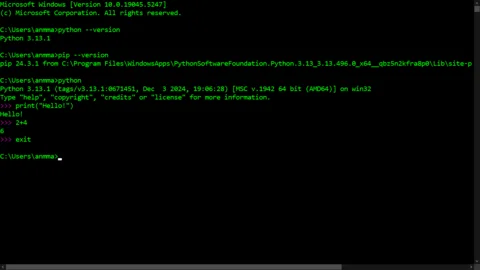 Microsoft Windows [Version 10.0.19045.5247]
(c) Microsoft Corporation. All rights reserved.
C:\Users\anmma>python --version
Python 3.13.1
C:\Users\anmma>pip --version
pip 24.3.1 from C:\Program Files\WindowsApps\PythonSoftwareFoundation.Python.3.13_3.13.496.0_x64__qbz5n2kfra8p0\Lib\site-p
C:\Users\anmma>python
Python 3.13.1 (tags/v3.13.1:0671451, Dec  3 2024, 19:06:28) [MSC v.1942 64 bit (AMD64)] on win32
Type "help", "copyright", "credits" or "license" for more information.
>>> print("Hello!")
Hello!
>>> 2+4
6
>>> exit
C:\Users\anmma>